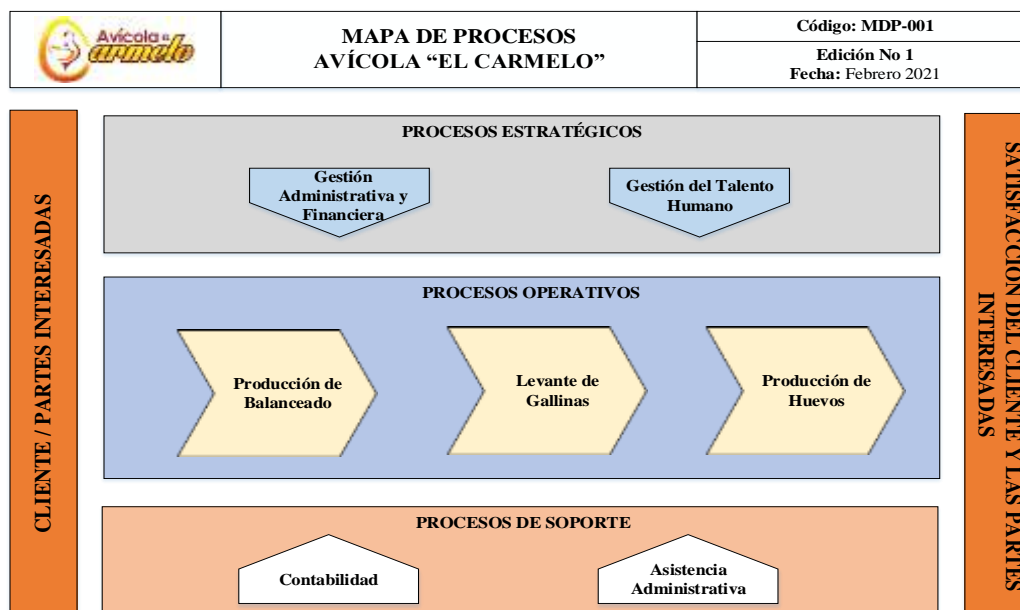 Avícola El
Carmelo
MAPA DE PROCESOS
AVÍCOLA “EL CARMELO”
Código: MDP-001
Edición No 1
Fecha: Febrero 2021
CLIENTE / PARTES INTERESADAS
PROCESOS ESTRATÉGICOS
Gestión
Administrativa y
Financiera
Gestión del Talento
Humano
PROCESOS OPERATIVOS
Producción de
Balanceado
Levante de
Gallinas
Producción de
Huevos
PROCESOS DE SOPORTE
Contabilidad
Asistencia
Administrativa
SATISFACCION DEL CLIENTE Y LAS PARTES
INTERESADAS